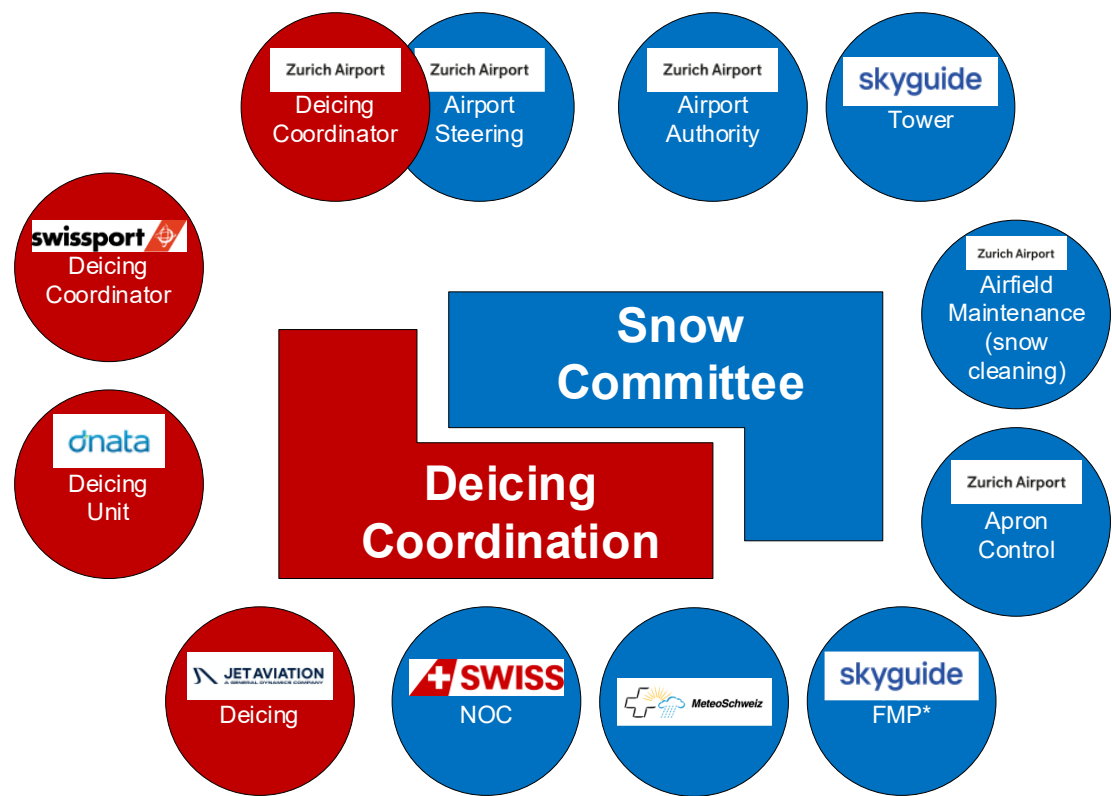 Zurich Airport
Deicing
Coordinator
Zurich Airport
Airport
Steering
Zurich Airport
Airport
Authority
skyguide
Tower
swissport
Deicing
Coordinator
Zurich Airport
Airfield
Maintenance
(snow
cleaning)
Snow
Committee
dnata
Deicing
Unit
Deicing
Coordination
Zurich Airport
Apron
Control
JET AVIATION
A GENERAL DYNAMICS COMPANY
Deicing
SWISS
NOC
MeteoSchweiz
skyguide
FMP*